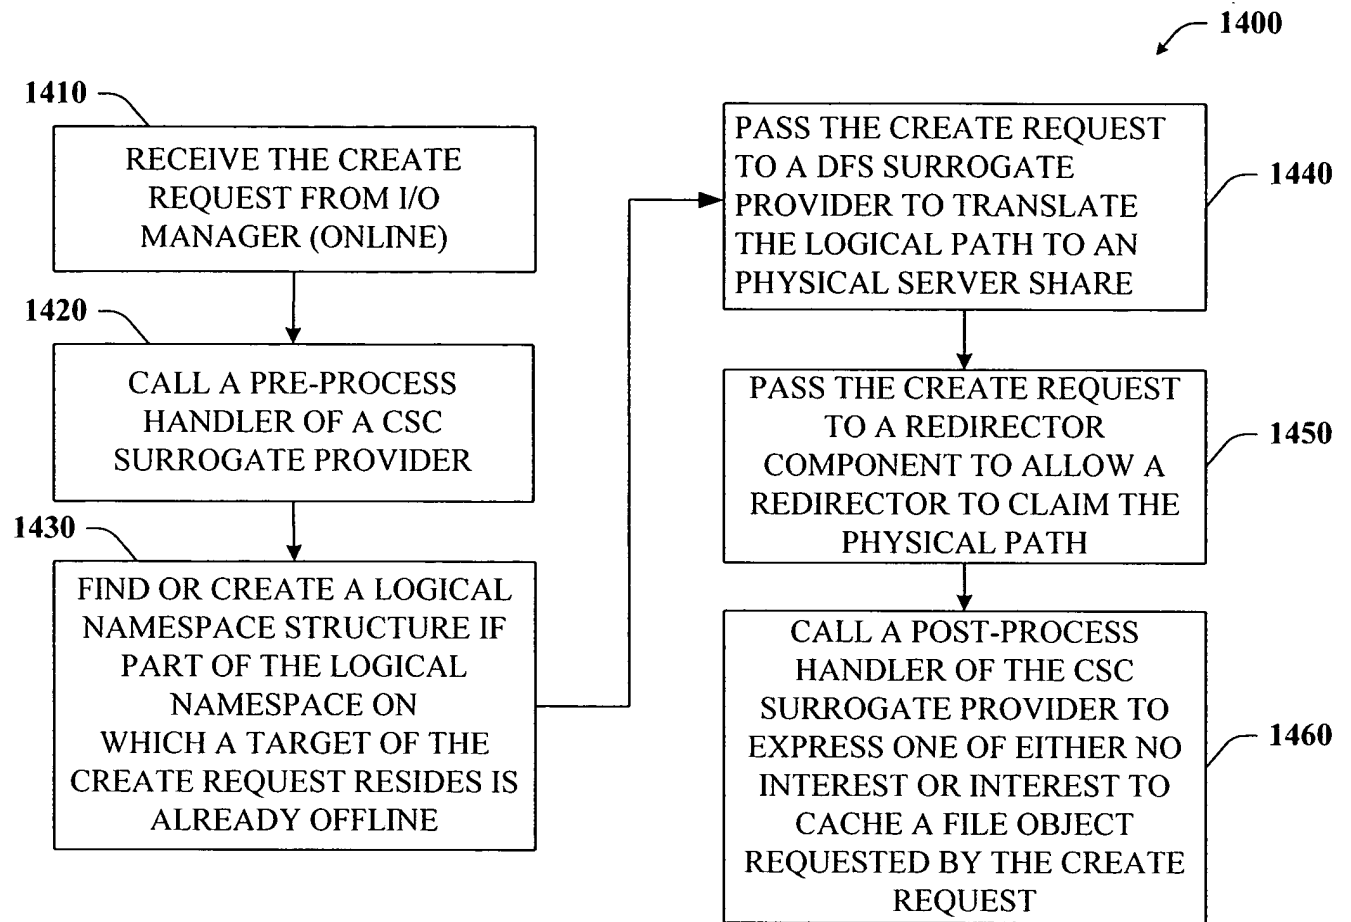 1400
1410
RECEIVE THE CREATE
REQUEST FROM I/O
MANAGER (ONLINE)
1420
CALL A PRE-PROCESS
HANDLER OF A CSC
SURROGATE PROVIDER
1430
FIND OR CREATE A LOGICAL
NAMESPACE STRUCTURE IF
PART OF THE LOGICAL
NAMESPACE ON
WHICH A TARGET OF THE
CREATE REQUEST RESIDES IS
ALREADY OFFLINE
PASS THE CREATE REQUEST
TO A DFS SURROGATE
PROVIDER TO TRANSLATE
THE LOGICAL PATH TO AN
PHYSICAL SERVER SHARE
1440
PASS THE CREATE REQUEST
TO A REDIRECTOR
COMPONENT TO ALLOW A
REDIRECTOR TO CLAIM THE
PHYSICAL PATH
1450
CALL A POST-PROCESS
HANDLER OF THE CSC
SURROGATE PROVIDER TO
EXPRESS ONE OF EITHER NO
INTEREST OR INTEREST TO
CACHE A FILE OBJECT
REQUESTED BY THE CREATE
REQUEST
1460